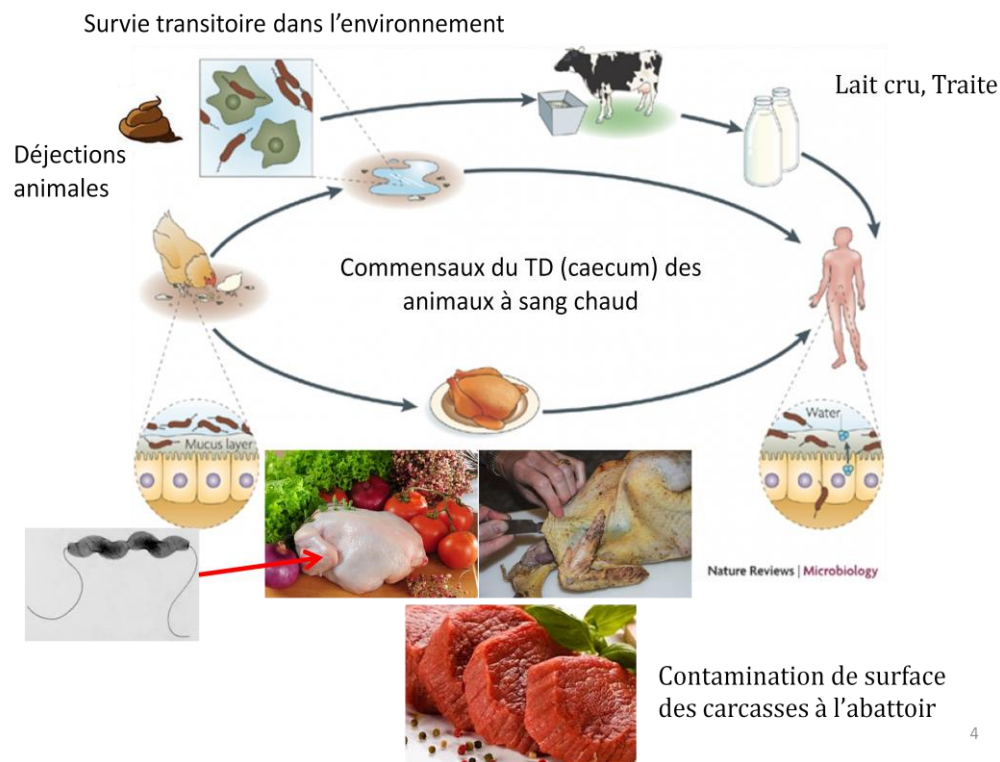 Survie transitoire dans l’environnement
Lait cru, Traite
Déjections
animales
Commensaux du TD (caecum) des
animaux à sang chaud
Mucus layer
Water
Nature Reviews | Microbiology
Contamination de surface
des carcasses à l’abattoir
4